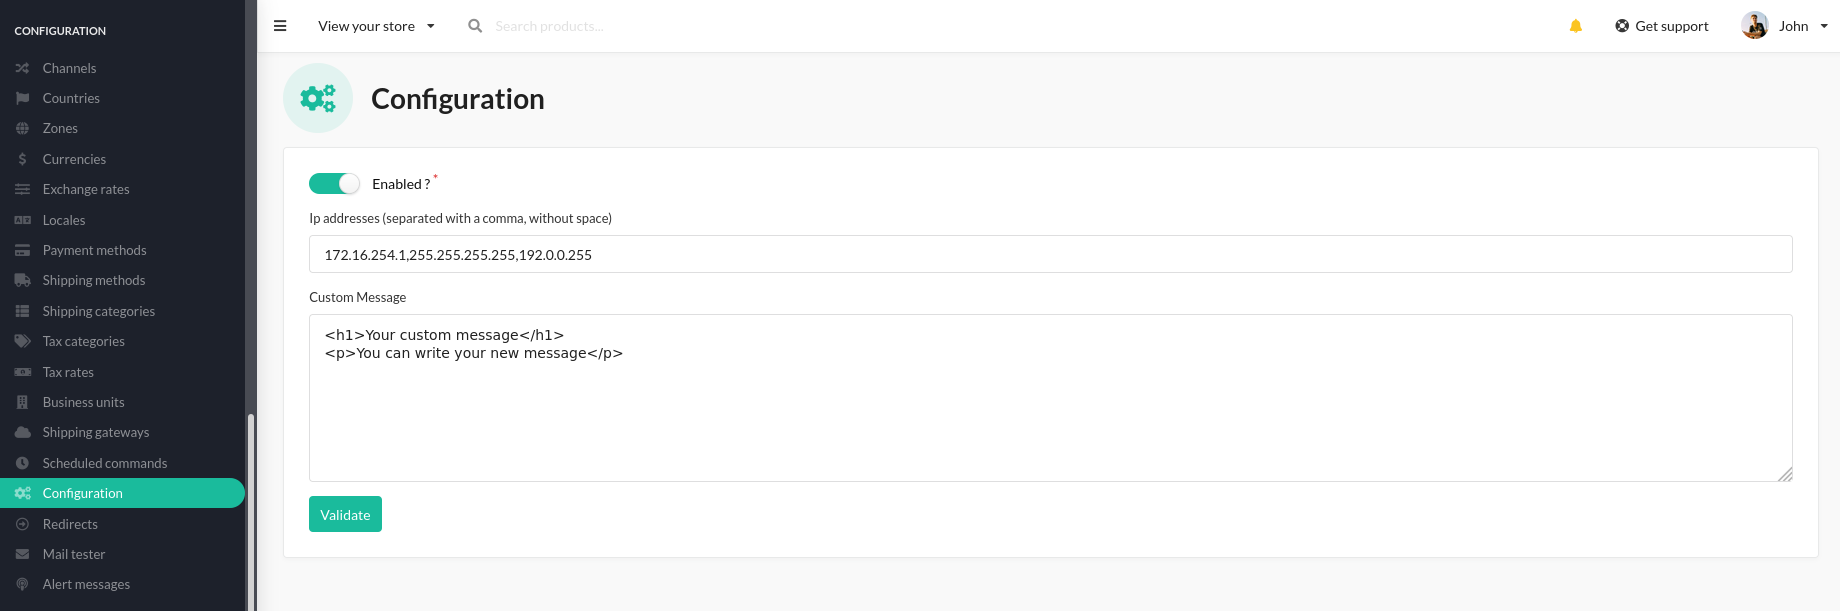 CONFIGURATION
Channels
Countries
Zones
Currencies
Exchange rates
Locales
Payment methods
Shipping methods
Shipping categories
Tax categories
Tax rates
Business units
Shipping gateways
Scheduled commands
Configuration
Redirects
Mail tester
Alert messages
View your store
Search products...
Get support
John
Configuration
Enabled ? *
Ip addresses (separated with a comma, without space)
172.16.254.1,255.255.255.255,192.0.0.255
Custom Message
<h1>Your custom message</h1>
<p>You can write your new message</p>
Validate